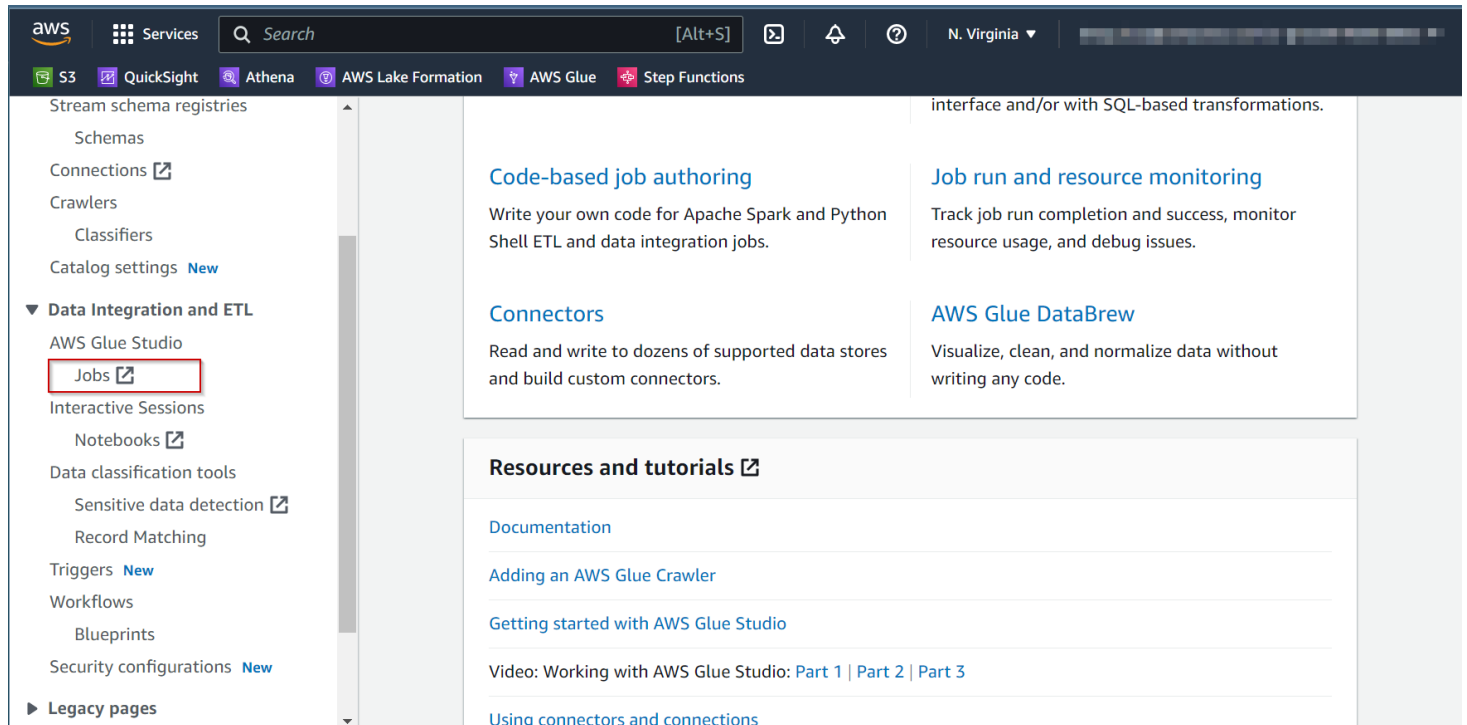 aws
Services
Search
[Alt+S]
N. Virginia
S3
QuickSight
Athena
AWS Lake Formation
AWS Glue
Step Functions
Stream schema registries
Schemas
Connections
Crawlers
Classifiers
Catalog settings New
Data Integration and ETL
AWS Glue Studio
Jobs
Interactive Sessions
Notebooks
Data classification tools
Sensitive data detection
Record Matching
Triggers New
Workflows
Blueprints
Security configurations New
Legacy pages
interface and/or with SQL-based transformations.
Code-based job authoring
Write your own code for Apache Spark and Python
Shell ETL and data integration jobs.
Job run and resource monitoring
Track job run completion and success, monitor
resource usage, and debug issues.
Connectors
Read and write to dozens of supported data stores
and build custom connectors.
AWS Glue DataBrew
Visualize, clean, and normalize data without
writing any code.
Resources and tutorials
Documentation
Adding an AWS Glue Crawler
Getting started with AWS Glue Studio
Video: Working with AWS Glue Studio: Part 1 | Part 2 | Part 3
Using connectors and connections